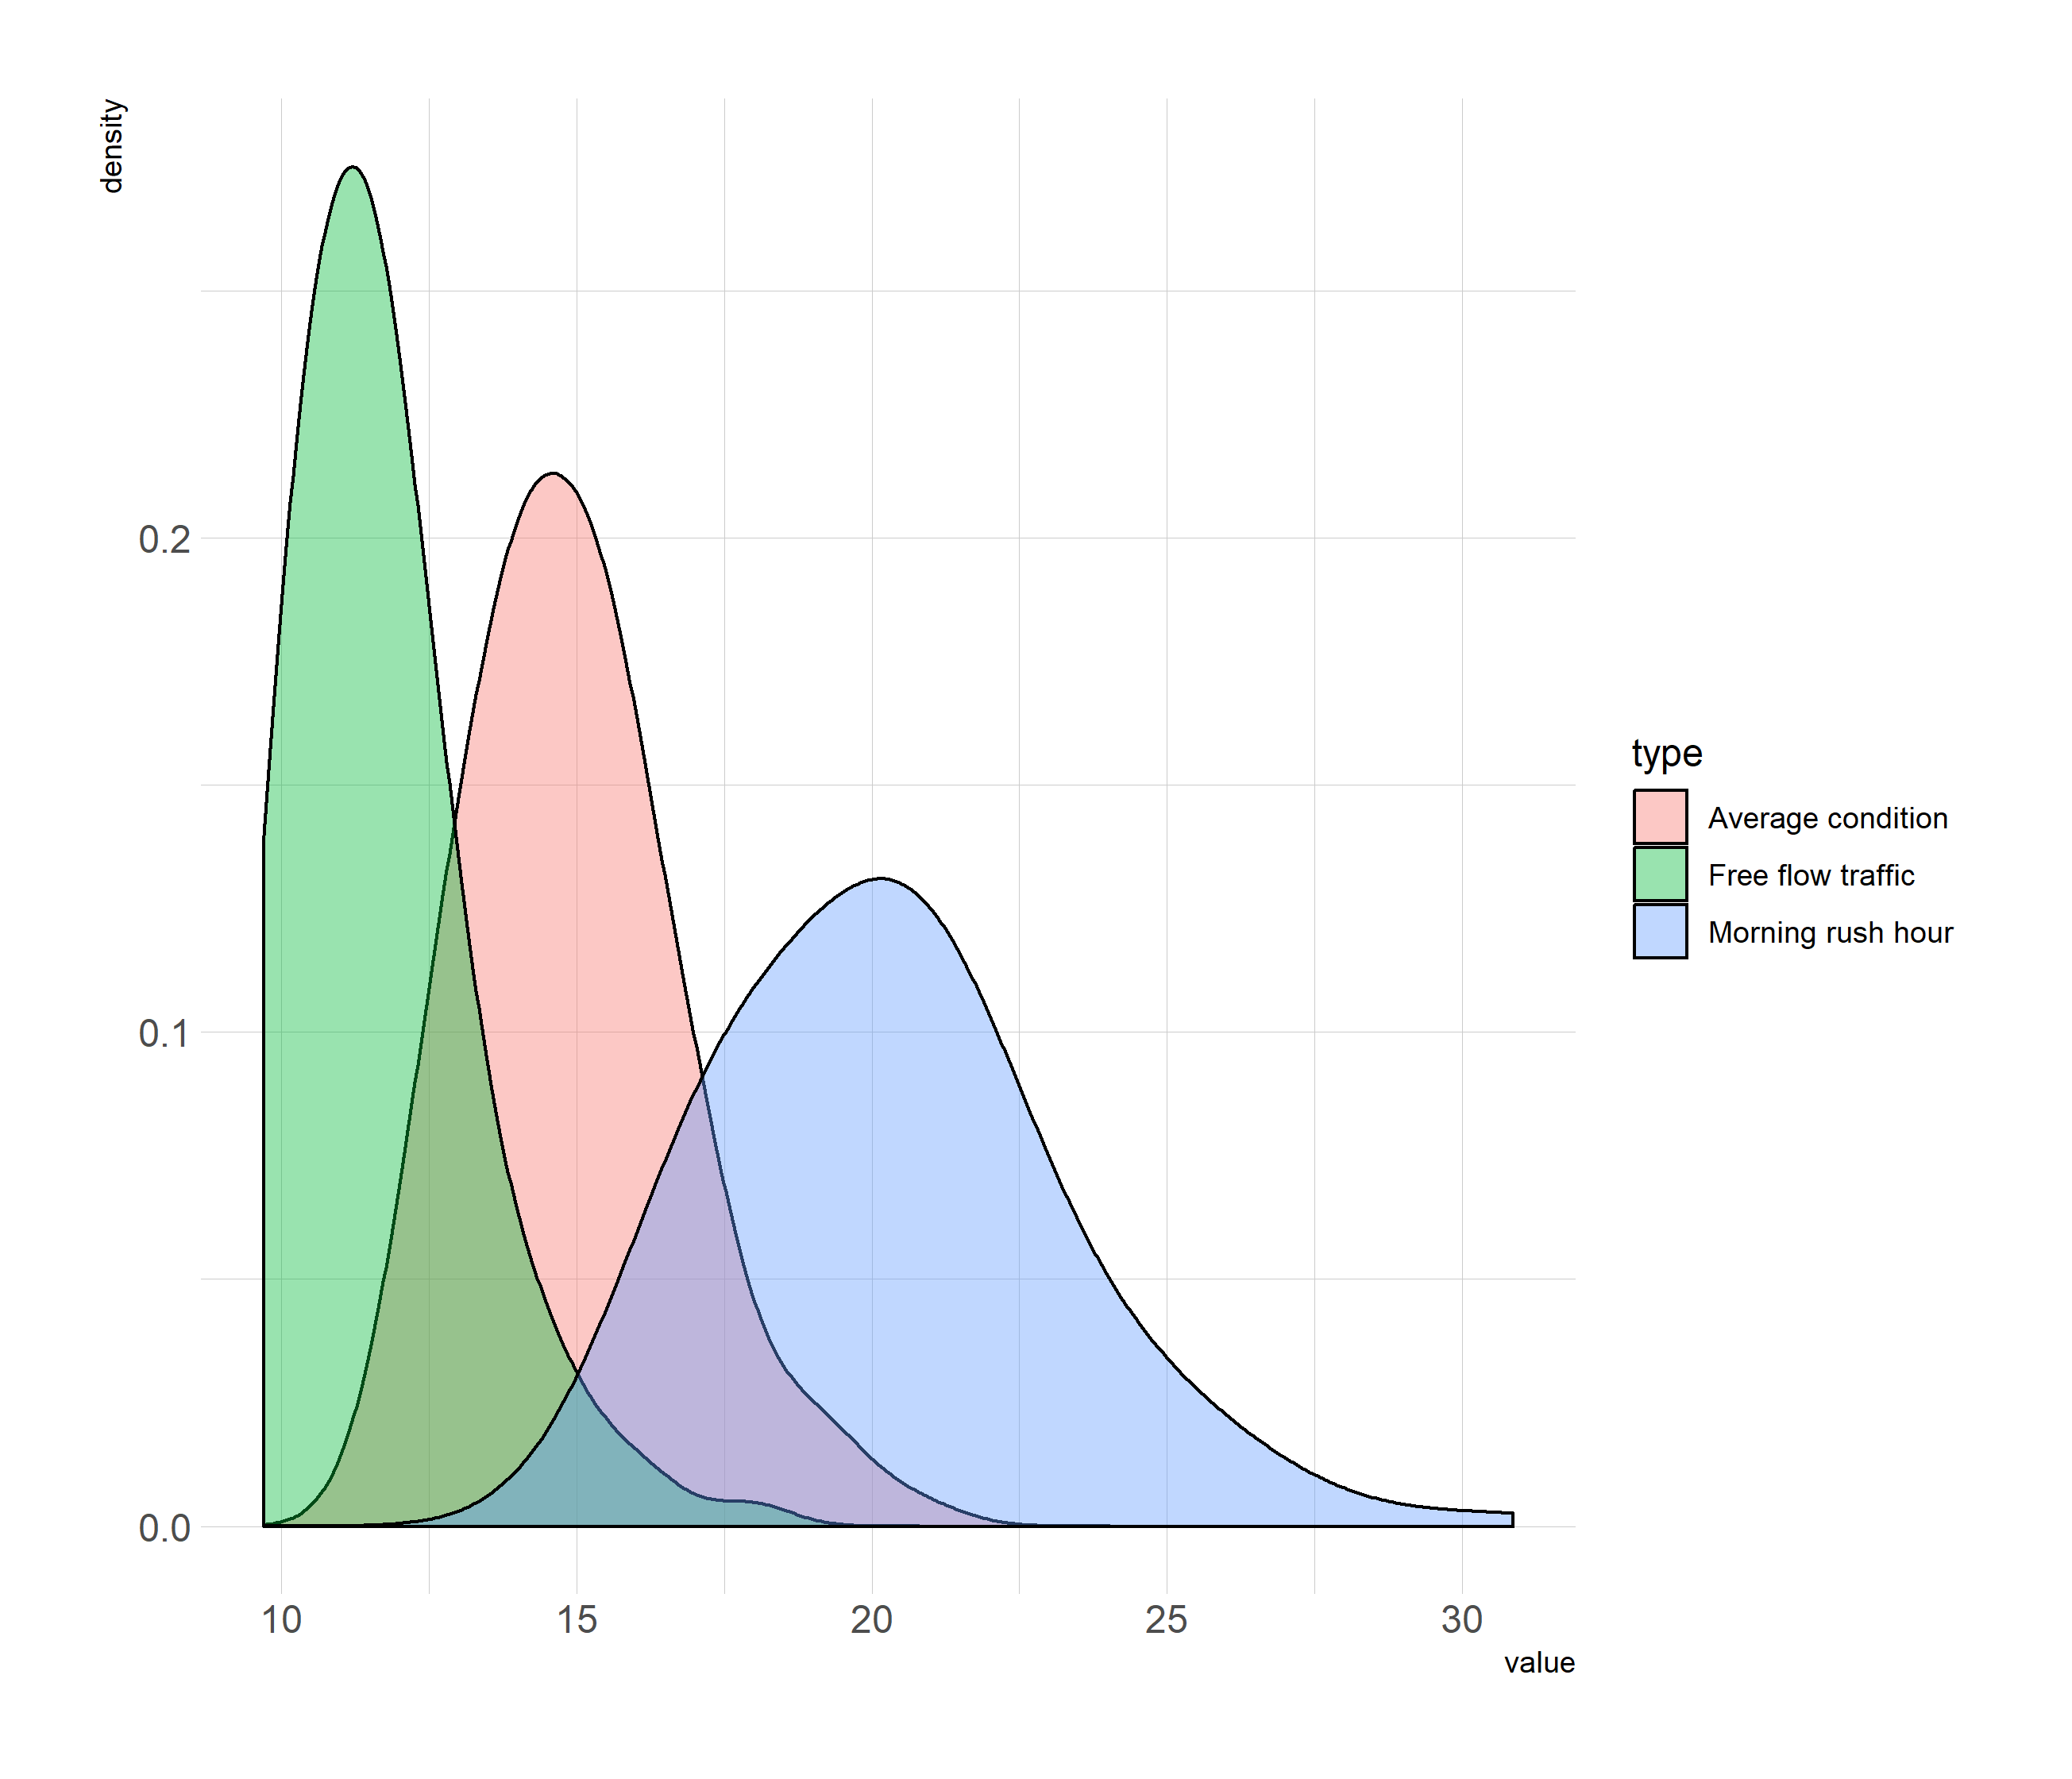 density
0.2
0.1
0.0
10 15 20 25 30
value
type
Average condition
Free flow traffic
Morning rush hour